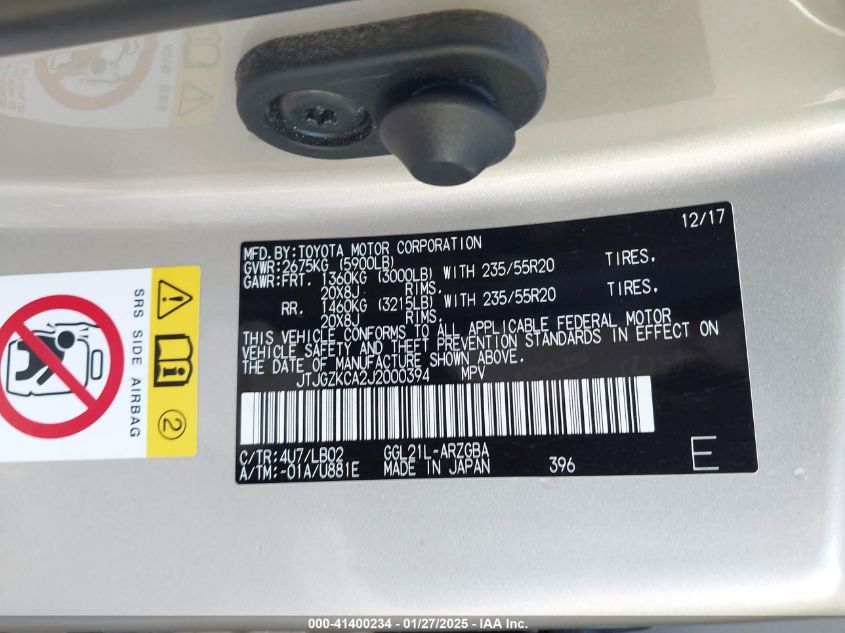 12/17
MFD.BY:TOYOTA MOTOR CORPORATION
GVWR:2675KG (5900LB)
GAWR:FRT. 1360KG (3000LB) WITH 235/55R20 TIRES.
20X8J RIMS.
RR. 1460KG (3215LB) WITH 235/55R20 TIRES.
20X8J RIMS.
THIS VEHICLE CONFORMS TO ALL APPLICABLE FEDERAL MOTOR
VEHICLE SAFETY AND THEFT PREVENTION STANDARDS IN EFFECT ON
THE DATE OF MANUFACTURE SHOWN ABOVE.
JTJGZKCA2J2000394 MPV
C/TR:4U7/LB02 GGL21L-ARZGBA
A/TM:-01A/U881E MADE IN JAPAN 396 E
SRS SIDE AIRBAG
2
000-41400234 - 01/27/2025 - IAA Inc.